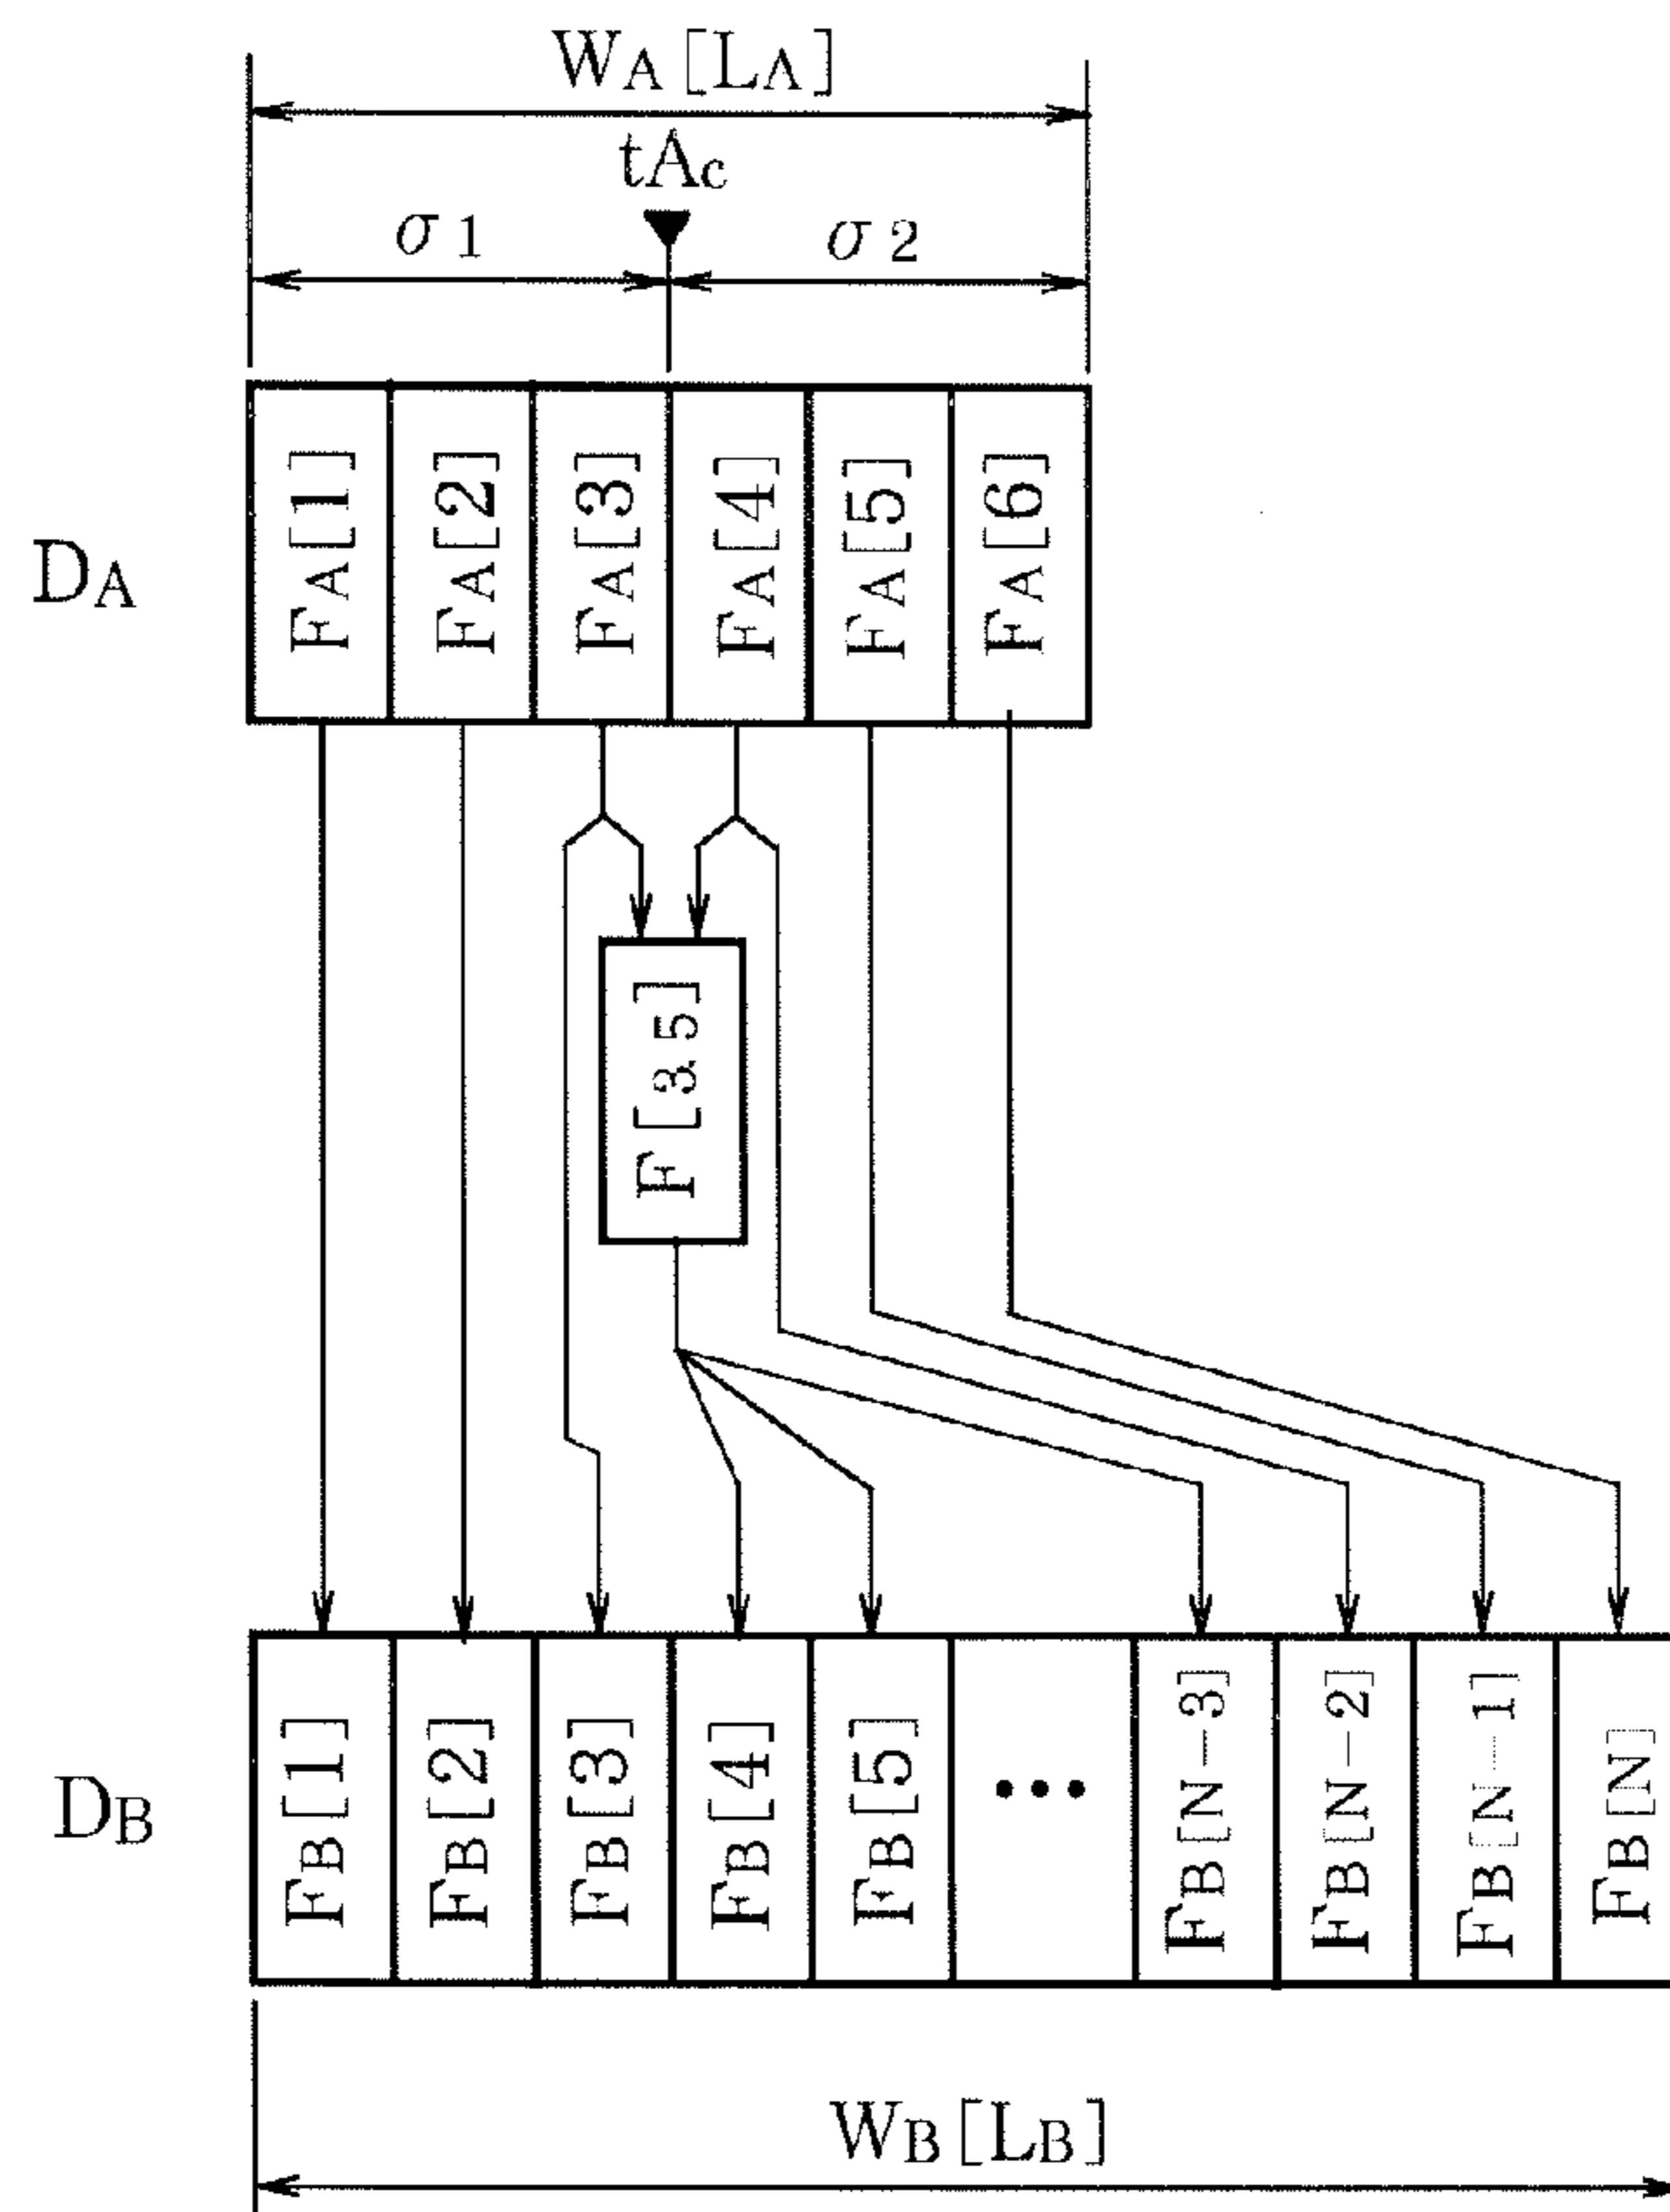 WA[LA]
tAc
σ1
σ2
DA
FA[1]
FA[2]
FA[3]
FA[4]
FA[5]
FA[6]
F[3.5]
DB
FB[1]
FB[2]
FB[3]
FB[4]
FB[5]
•••
FB[N-3]
FB[N-2]
FB[N-1]
FB[N]
WB[LB]